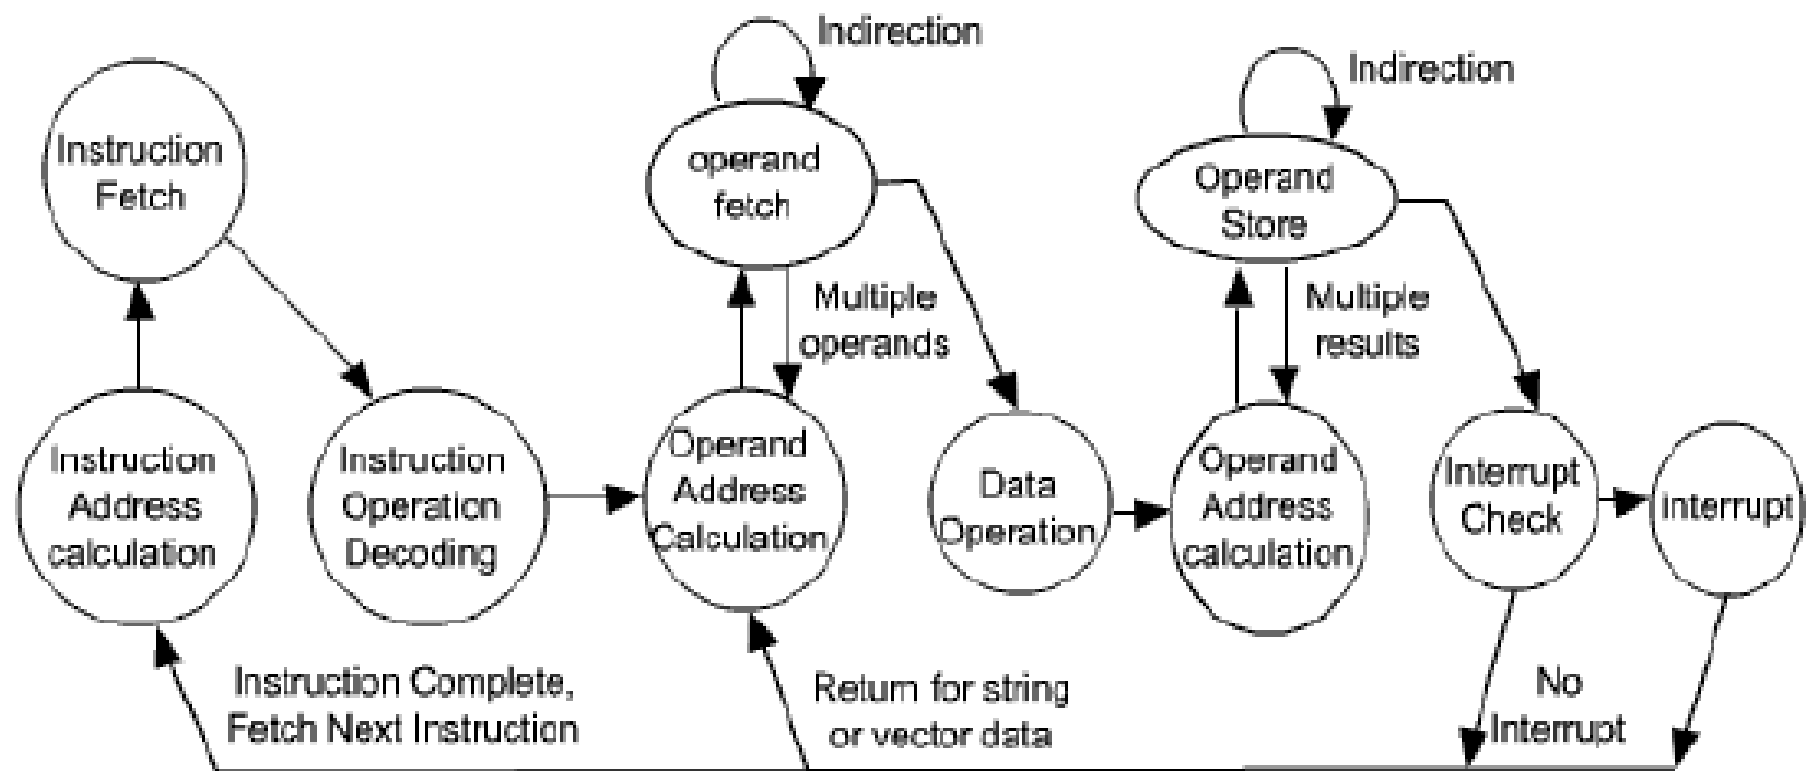 Indirection
Indirection
Instruction
Fetch
operand
fetch
Operand
Store
Multiple
operands
Multiple
results
Instruction
Address
calculation
Instruction
Operation
Decoding
Operand
Address
Calculation
Data
Operation
Operand
Address
calculation
Interrupt
Check
Interrupt
Instruction Complete,
Fetch Next Instruction
Return for string
or vector data
No
Interrupt